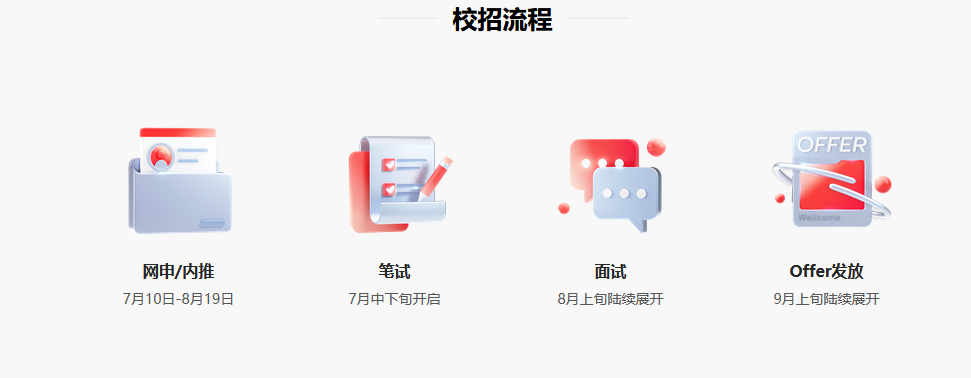 校招流程
OFFER
Wellcome
网申/内推
7月10日-8月19日
笔试
7月中下旬开启
面试
8月上旬陆续展开
Offer发放
9月上旬陆续展开